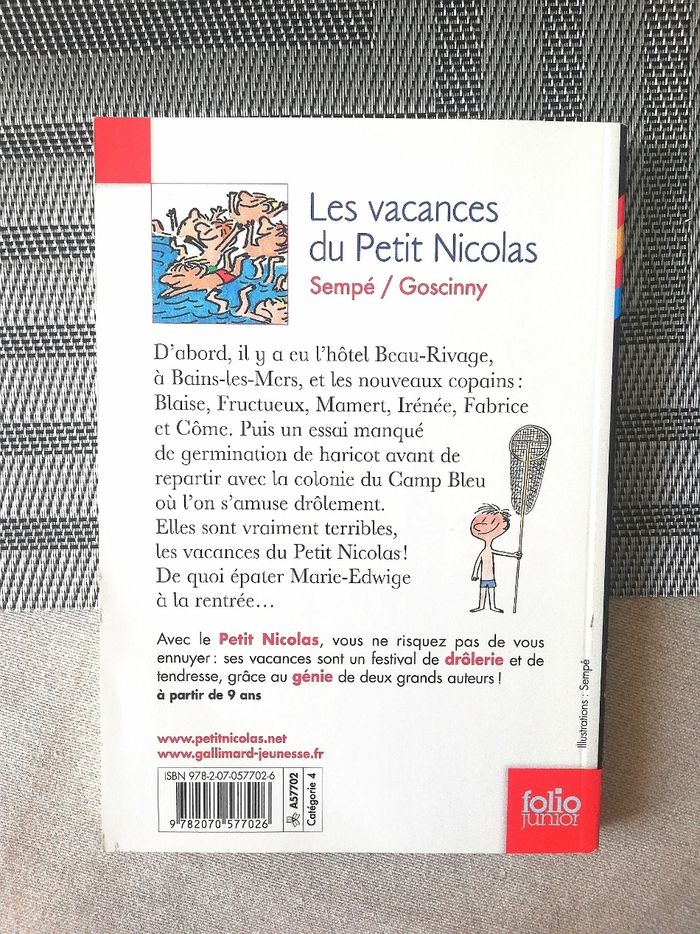 Les vacances
du Petit Nicolas
Sempé / Goscinny
D'abord, il y a eu l'hôtel Beau-Rivage,
à Bains-les-Mers, et les nouveaux copains :
Blaise, Fructueux, Mamert, Irénée, Fabrice
et Côme. Puis un essai manqué
de germination de haricot avant de
repartir avec la colonie du Camp Bleu
où l'on s'amuse drôlement.
Elles sont vraiment terribles,
les vacances du Petit Nicolas !
De quoi épater Marie-Edwige
à la rentrée...
Avec le Petit Nicolas, vous ne risquez pas de vous
ennuyer : ses vacances sont un festival de drôlerie et de
tendresse, grâce au génie de deux grands auteurs !
à partir de 9 ans
Illustrations : Sempé
www.petitnicolas.net
www.gallimard-jeunesse.fr
ISBN 978-2-07-057702-6
9 782070 577026
A57702
Catégorie 4
folio
junior